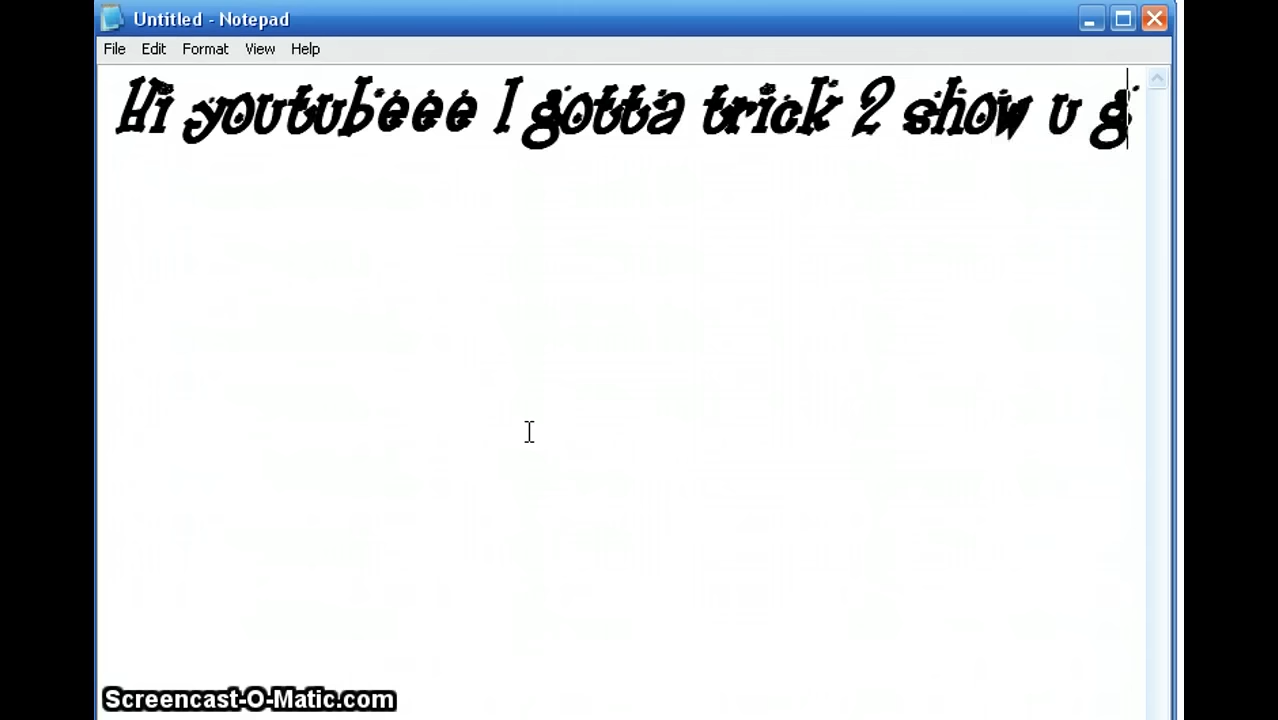 Untitled - Notepad
File Edit Format View Help
Hi youtubeee I gotta trick 2 show u g
Screencast-O-Matic.com